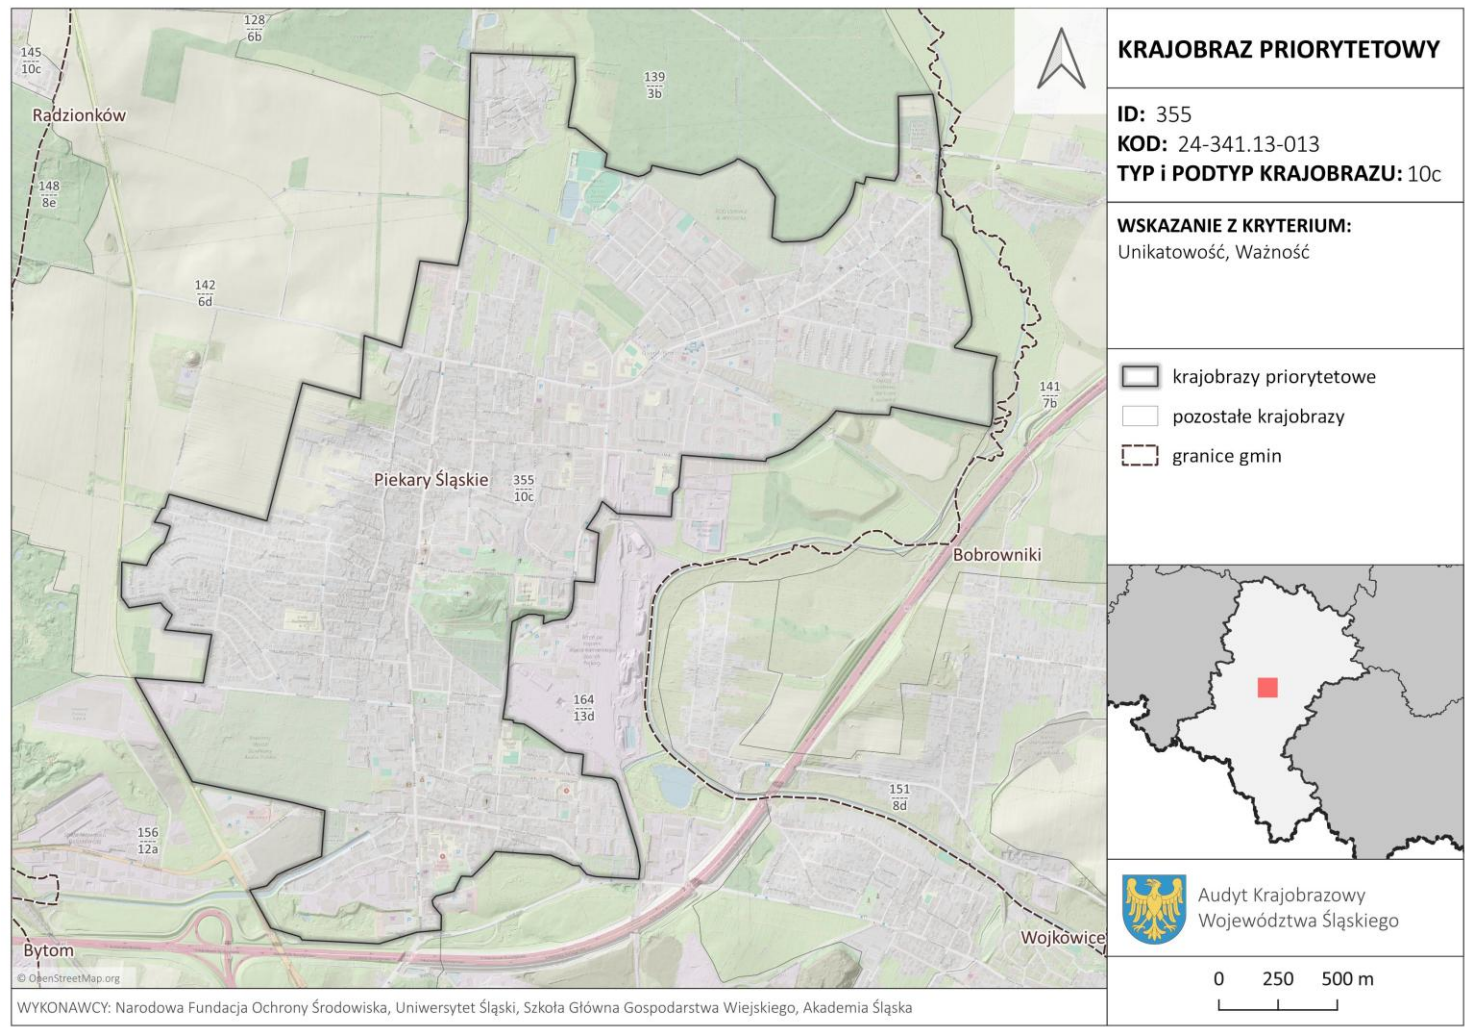 128
6b
145
10c
139
3b
Radzionków
148
8e
142
6d
141
7b
Piekary Śląskie
355
10c
Bobrowniki
164
13d
151
8d
156
12a
Wojkowice
Bytom
© OpenStreetMap.org
WYKONAWCY: Narodowa Fundacja Ochrony Środowiska, Uniwersytet Śląski, Szkoła Główna Gospodarstwa Wiejskiego, Akademia Śląska
KRAJOBRAZ PRIORYTETOWY
ID: 355
KOD: 24-341.13-013
TYP i PODTYP KRAJOBRAZU: 10c
WSKAZANIE Z KRYTERIUM:
Unikatowość, Ważność
krajobrazy priorytetowe
pozostałe krajobrazy
granice gmin
Audyt Krajobrazowy
Województwa Śląskiego
0 250 500 m